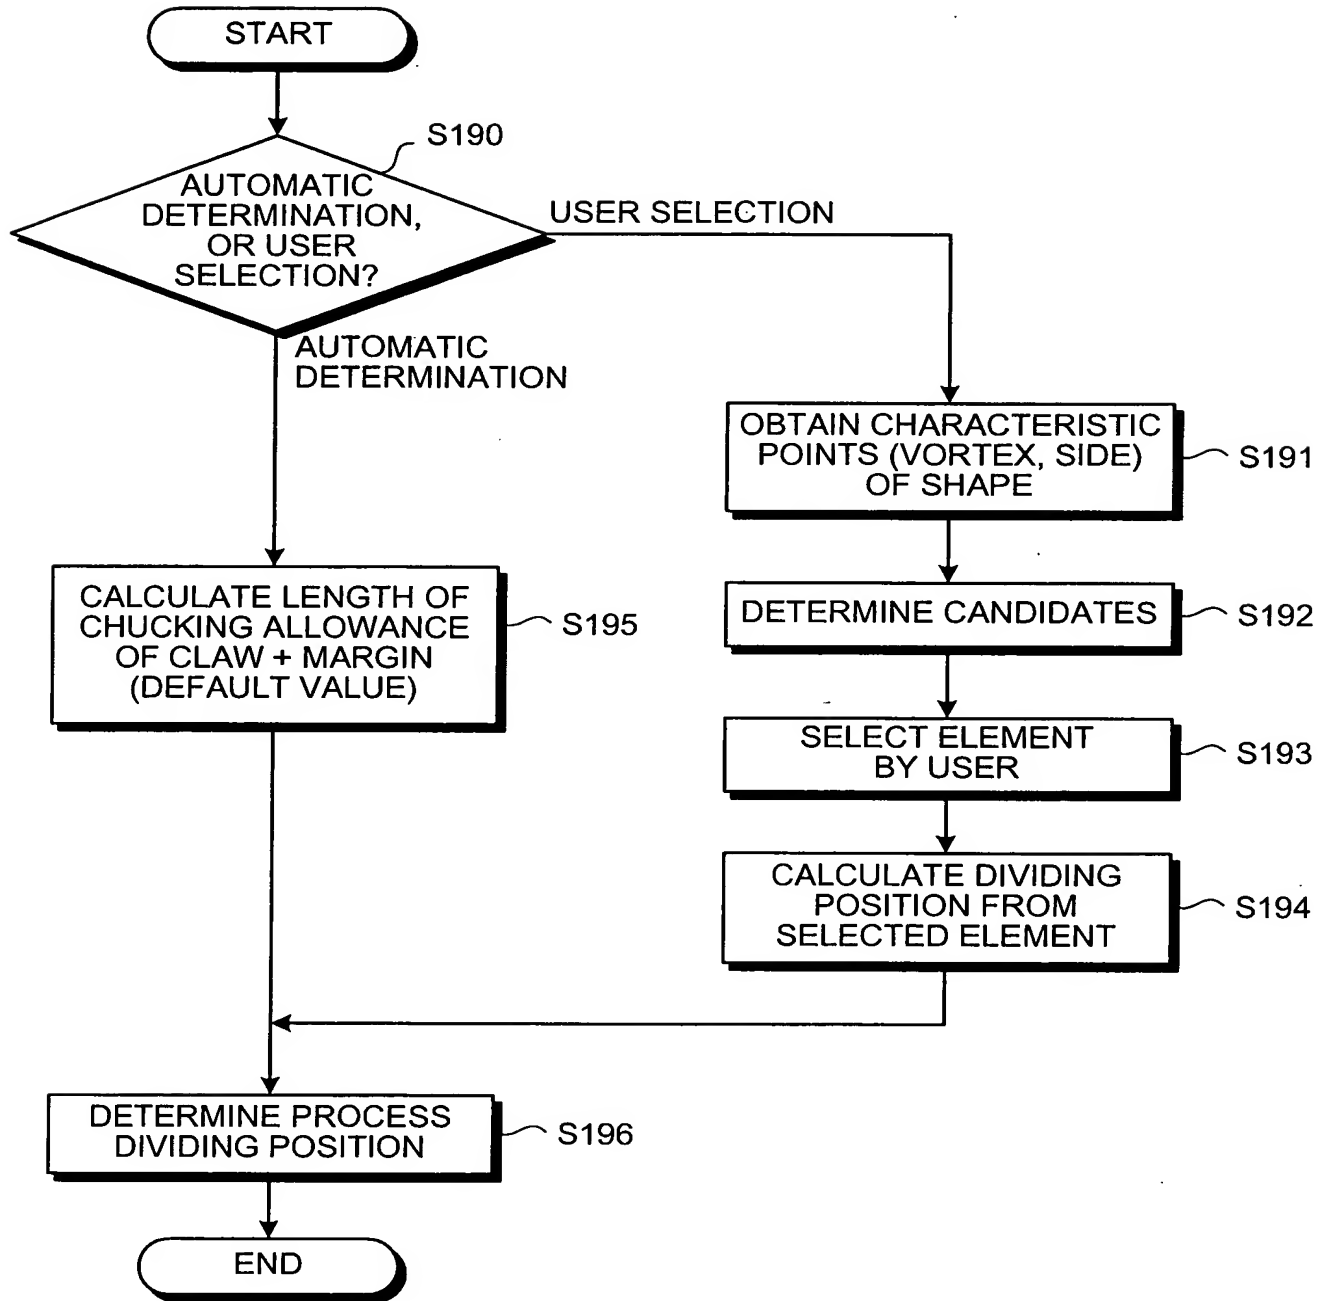 START
S190
AUTOMATIC
DETERMINATION,
OR USER
SELECTION?
USER SELECTION
AUTOMATIC
DETERMINATION
OBTAIN CHARACTERISTIC
POINTS (VORTEX, SIDE)
OF SHAPE
S191
DETERMINE CANDIDATES
S192
SELECT ELEMENT
BY USER
S193
CALCULATE DIVIDING
POSITION FROM
SELECTED ELEMENT
S194
CALCULATE LENGTH OF
CHUCKING ALLOWANCE
OF CLAW + MARGIN
(DEFAULT VALUE)
S195
DETERMINE PROCESS
DIVIDING POSITION
S196
END